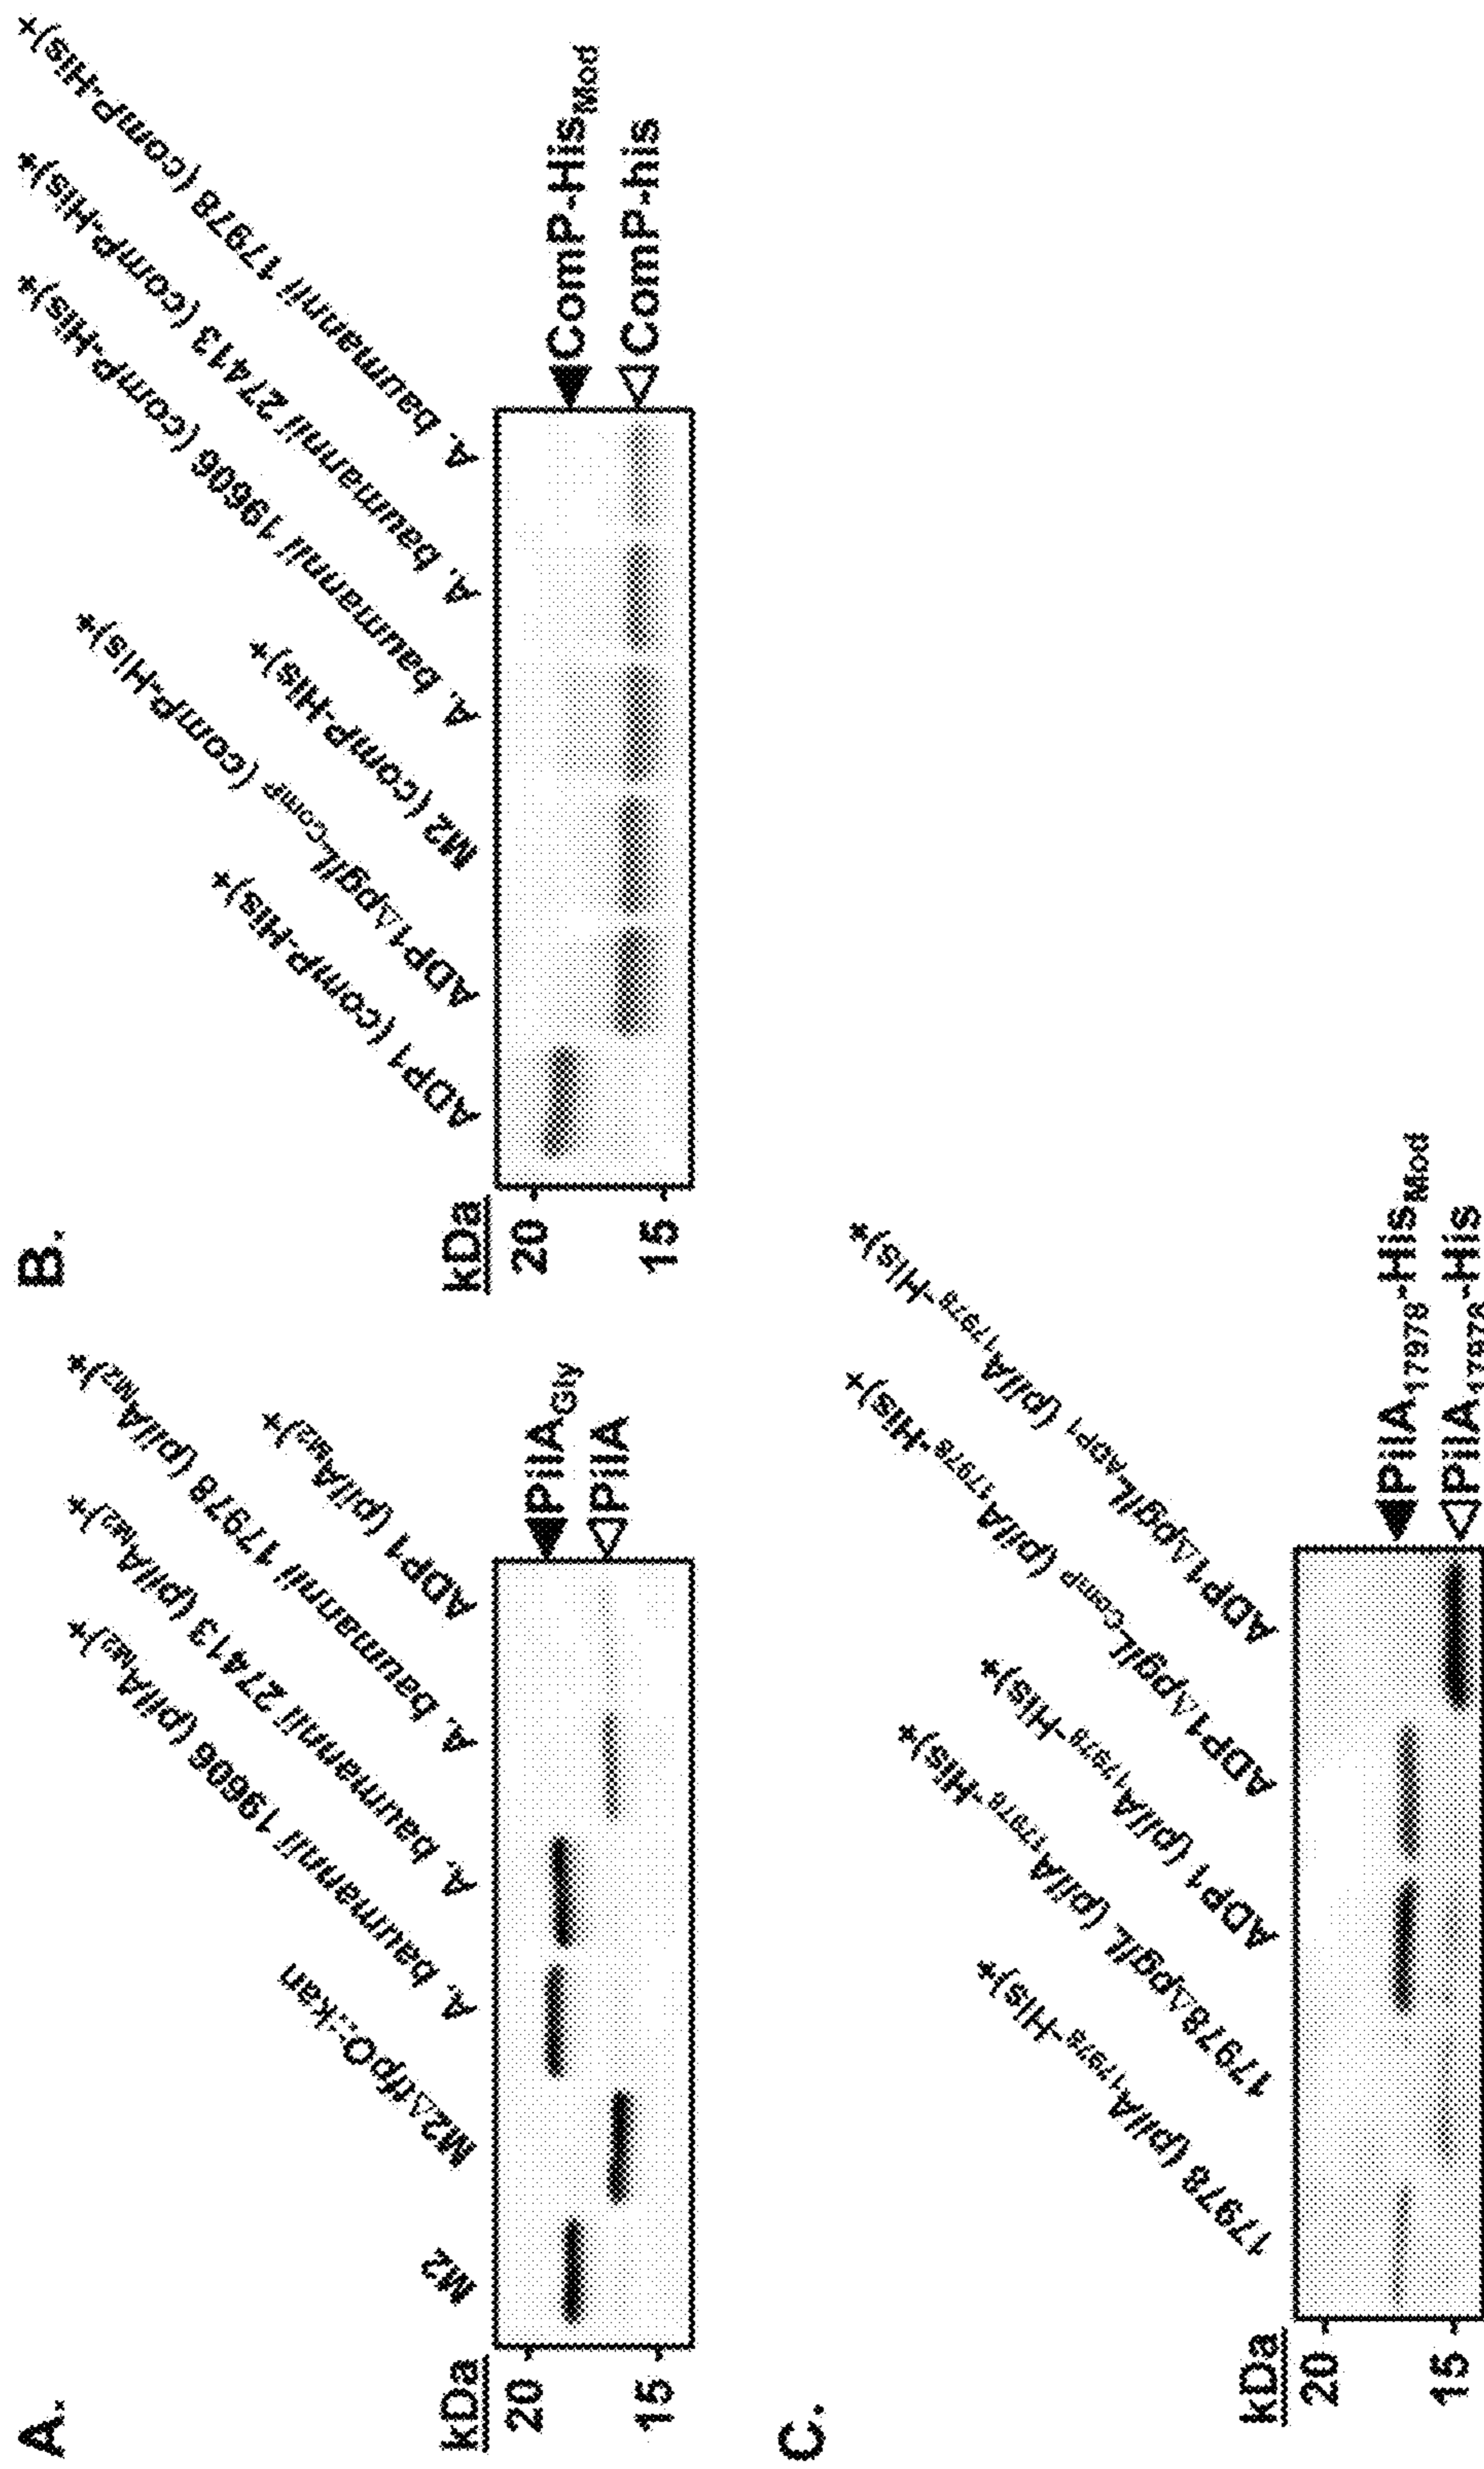 A.
kDa
20
15
M2
M2ΔtfpO::kan
A. baumannii 19606 (pilA_M2)+
A. baumannii 27413 (pilA_M2)+
A. baumannii 17978 (pilA_M2)+
ADP1 (pilA_M2)+
PilA_Gly
PilA
B.
kDa
20
15
ADP1 (comP-His)+
ADP1ΔpglL_ComP (comP-His)+
M2 (comP-His)+
A. baumannii 19606 (comP-His)+
A. baumannii 27413 (comP-His)+
A. baumannii 17978 (comP-His)+
ComP-His_Mod
ComP-his
C.
kDa
20
15
17978 (pilA_17978-His)+
17978ΔpglL (pilA_17978-His)+
ADP1 (pilA_17978-His)+
ADP1ΔpglL_ComP (pilA_17978-His)+
ADP1ΔpglL_ADP1 (pilA_17978-His)+
PilA_17978-His_Mod
PilA_17978-His